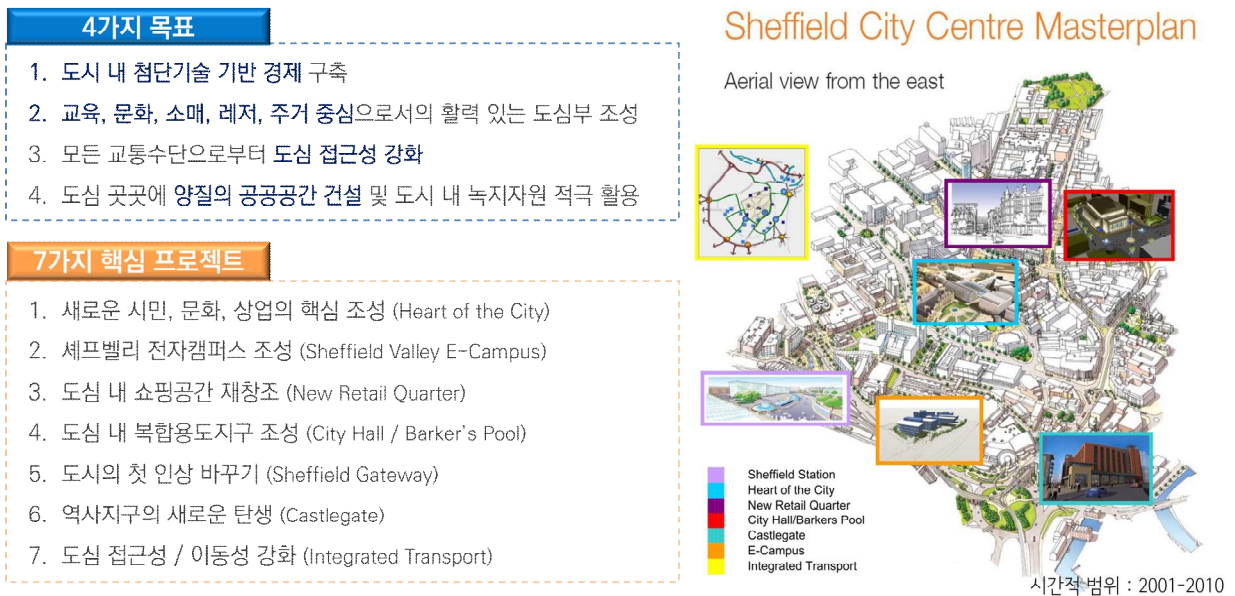 4가지 목표
1. 도시 내 첨단기술 기반 경제 구축
2. 교육, 문화, 소매, 레저, 주거 중심으로서의 활력 있는 도심부 조성
3. 모든 교통수단으로부터 도심 접근성 강화
4. 도심 곳곳에 양질의 공공공간 건설 및 도시 내 녹지자원 적극 활용
7가지 핵심 프로젝트
1. 새로운 시민, 문화, 상업의 핵심 조성 (Heart of the City)
2. 셰프벨리 전자캠퍼스 조성 (Sheffield Valley E-Campus)
3. 도심 내 쇼핑공간 재창조 (New Retail Quarter)
4. 도심 내 복합용도지구 조성 (City Hall / Barker's Pool)
5. 도시의 첫 인상 바꾸기 (Sheffield Gateway)
6. 역사지구의 새로운 탄생 (Castlegate)
7. 도심 접근성 / 이동성 강화 (Integrated Transport)
Sheffield City Centre Masterplan
Aerial view from the east
Sheffield Station
Heart of the City
New Retail Quarter
City Hall/Barkers Pool
Castlegate
E-Campus
Integrated Transport
시간적 범위 : 2001-2010